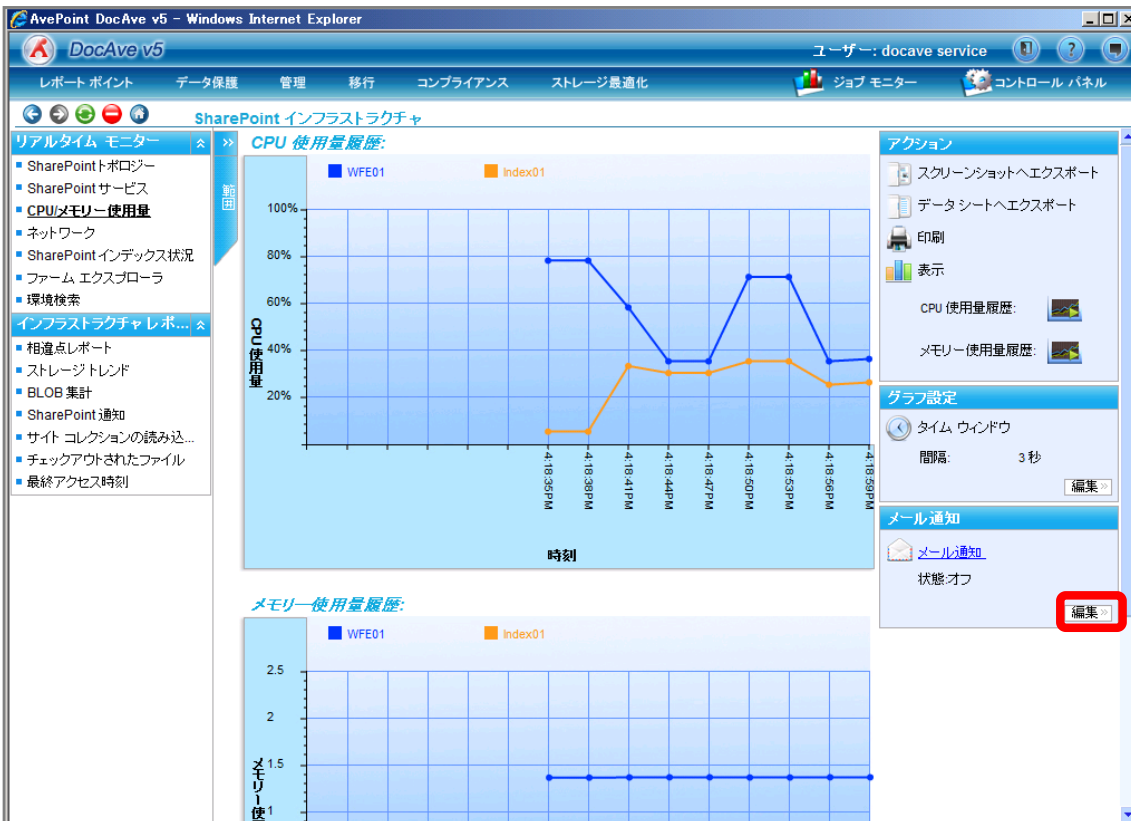 AvePoint DocAve v5 - Windows Internet Explorer
DocAve v5
ユーザー: docave service
レポート ポイント データ保護 管理 移行 コンプライアンス ストレージ最適化 ジョブ モニター コントロール パネル
SharePoint インフラストラクチャ
リアルタイム モニター
SharePointトポロジー
SharePoint サービス
CPU/メモリー使用量
ネットワーク
SharePoint インデックス状況
ファーム エクスプローラ
環境検索
インフラストラクチャ レポ...
相違点レポート
ストレージ トレンド
BLOB 集計
SharePoint 通知
サイト コレクションの読み込...
チェックアウトされたファイル
最終アクセス時刻
範囲
CPU 使用量履歴:
WFE01 Index01
100%
80%
60%
40%
20%
CPU 使用量
4:18:35PM 4:18:38PM 4:18:41PM 4:18:44PM 4:18:47PM 4:18:50PM 4:18:53PM 4:18:56PM 4:18:59PM
時刻
メモリー使用量履歴:
WFE01 Index01
2.5
2
1.5
1
メモリー使
アクション
スクリーンショットへエクスポート
データ シートへエクスポート
印刷
表示
CPU 使用量履歴:
メモリー使用量履歴:
グラフ設定
タイム ウィンドウ
間隔: 3 秒
編集
メール通知
メール通知
状態:オフ
編集